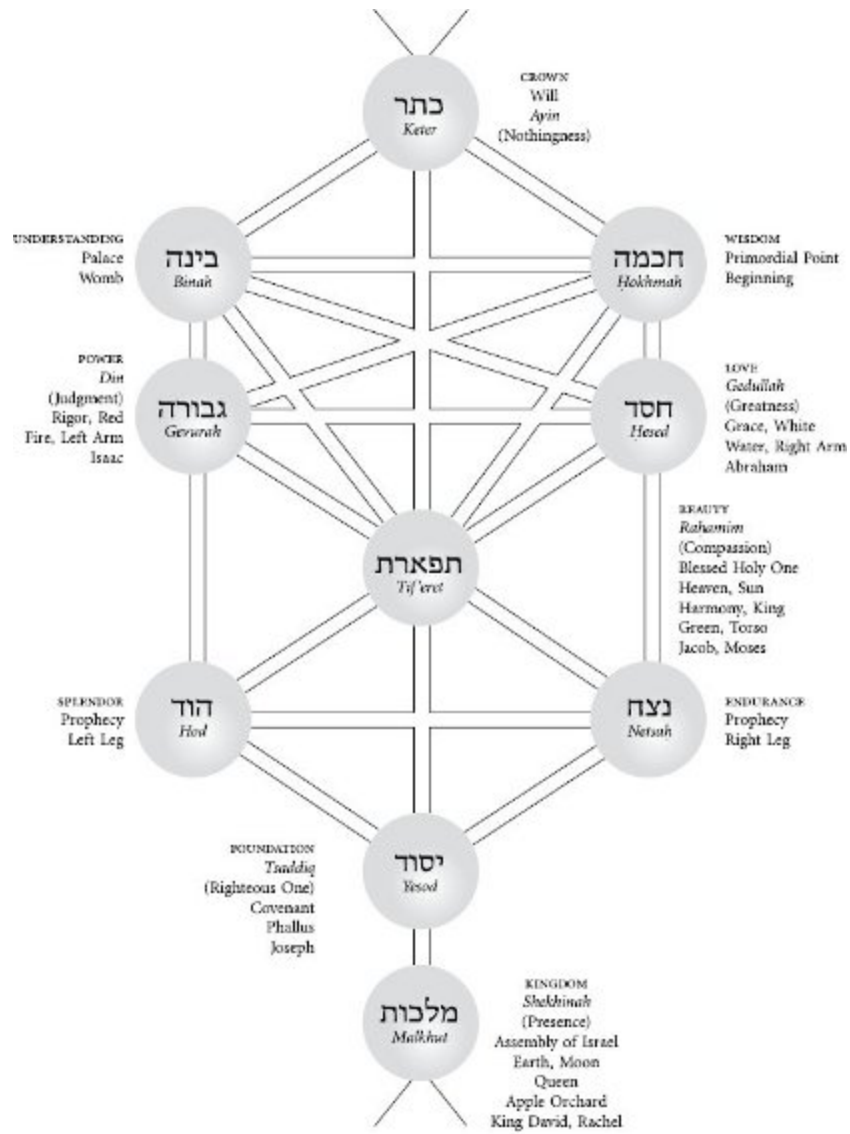 כתר
Keter
CROWN
Will
Ayin
(Nothingness)
UNDERSTANDING
Palace
Womb
בינה
Binah
חכמה
Ḥokhmah
WISDOM
Primordial Point
Beginning
POWER
Din
(Judgment)
Rigor, Red
Fire, Left Arm
Isaac
גבורה
Gevurah
חסד
Ḥesed
LOVE
Gedullah
(Greatness)
Grace, White
Water, Right Arm
Abraham
תפארת
Tif'eret
BEAUTY
Raḥamim
(Compassion)
Blessed Holy One
Heaven, Sun
Harmony, King
Green, Torso
Jacob, Moses
SPLENDOR
Prophecy
Left Leg
הוד
Hod
נצח
Netsaḥ
ENDURANCE
Prophecy
Right Leg
FOUNDATION
Tsaddiq
(Righteous One)
Covenant
Phallus
Joseph
יסוד
Yesod
מלכות
Malkhut
KINGDOM
Shekhinah
(Presence)
Assembly of Israel
Earth, Moon
Queen
Apple Orchard
King David, Rachel